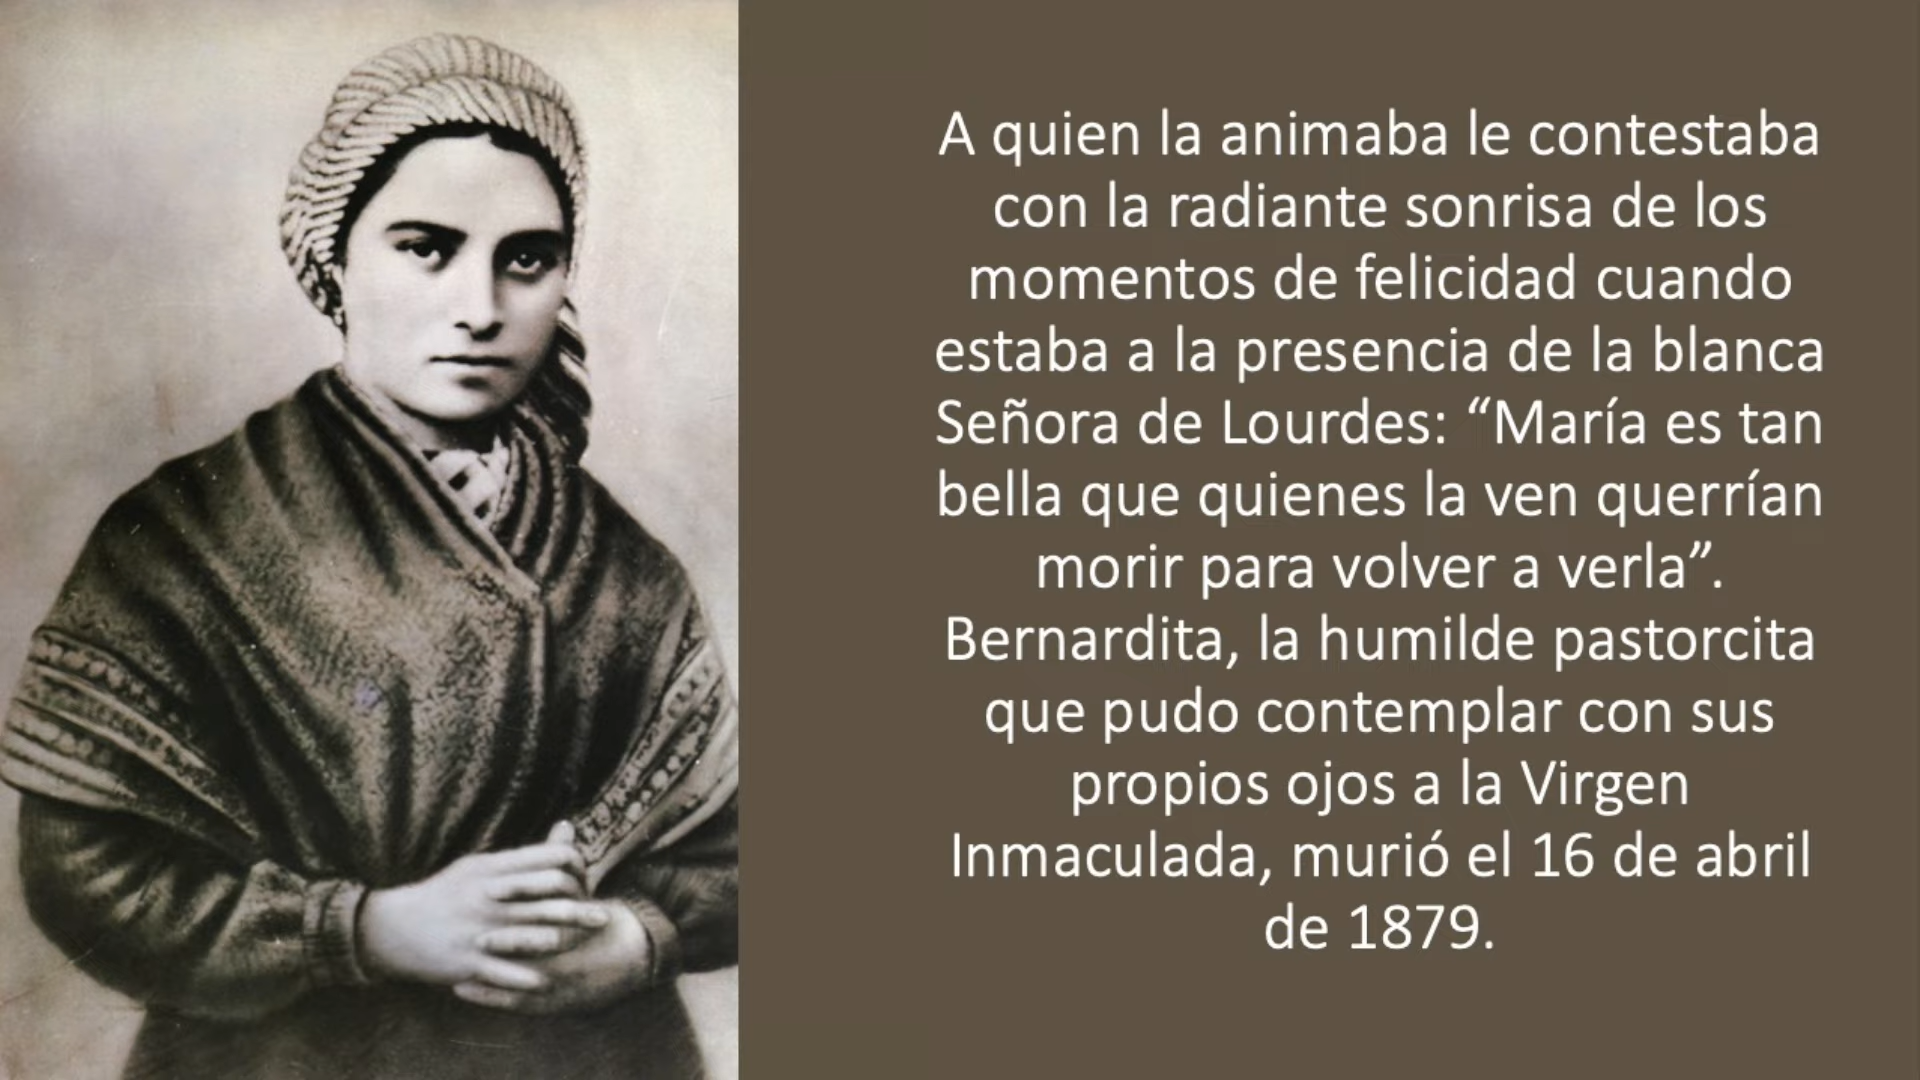 A quien la animaba le contestaba
con la radiante sonrisa de los
momentos de felicidad cuando
estaba a la presencia de la blanca
Señora de Lourdes: “María es tan
bella que quienes la ven querrían
morir para volver a verla”.
Bernardita, la humilde pastorcita
que pudo contemplar con sus
propios ojos a la Virgen
Inmaculada, murió el 16 de abril
de 1879.